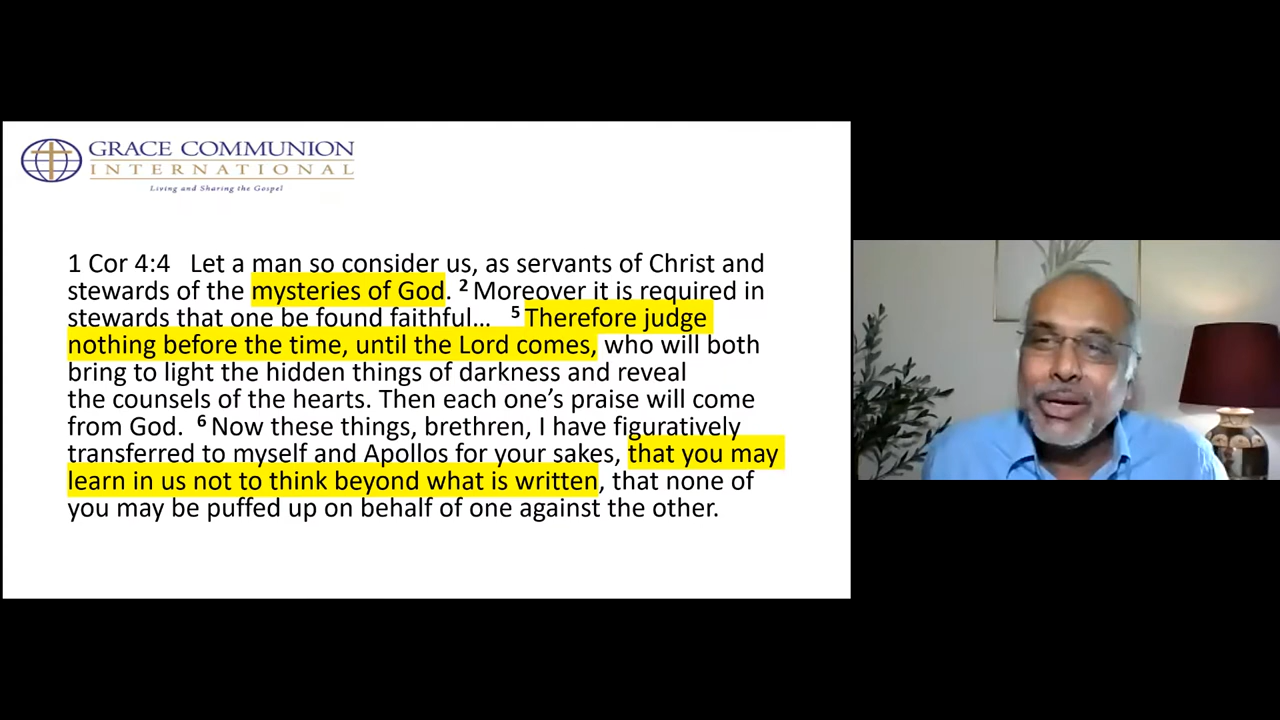 GRACE COMMUNION
INTERNATIONAL
Living and Sharing the Gospel
1 Cor 4:4 Let a man so consider us, as servants of Christ and
stewards of the mysteries of God. 2 Moreover it is required in
stewards that one be found faithful… 5 Therefore judge
nothing before the time, until the Lord comes, who will both
bring to light the hidden things of darkness and reveal
the counsels of the hearts. Then each one’s praise will come
from God. 6 Now these things, brethren, I have figuratively
transferred to myself and Apollos for your sakes, that you may
learn in us not to think beyond what is written, that none of
you may be puffed up on behalf of one against the other.